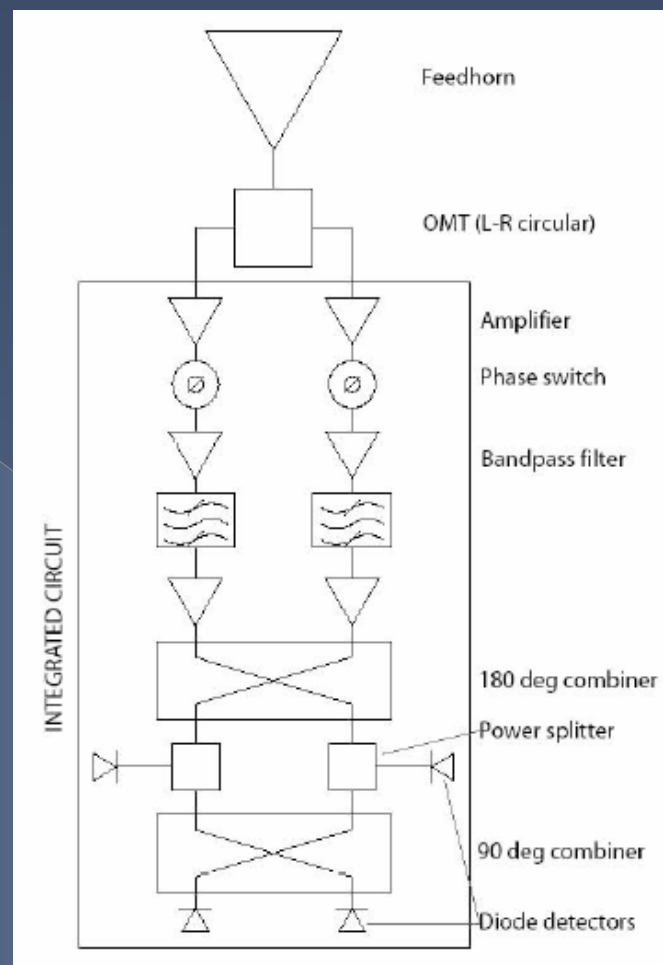 Feedhorn
OMT (L-R circular)
Amplifier
Phase switch
Bandpass filter
INTEGRATED CIRCUIT
180 deg combiner
Power splitter
90 deg combiner
Diode detectors